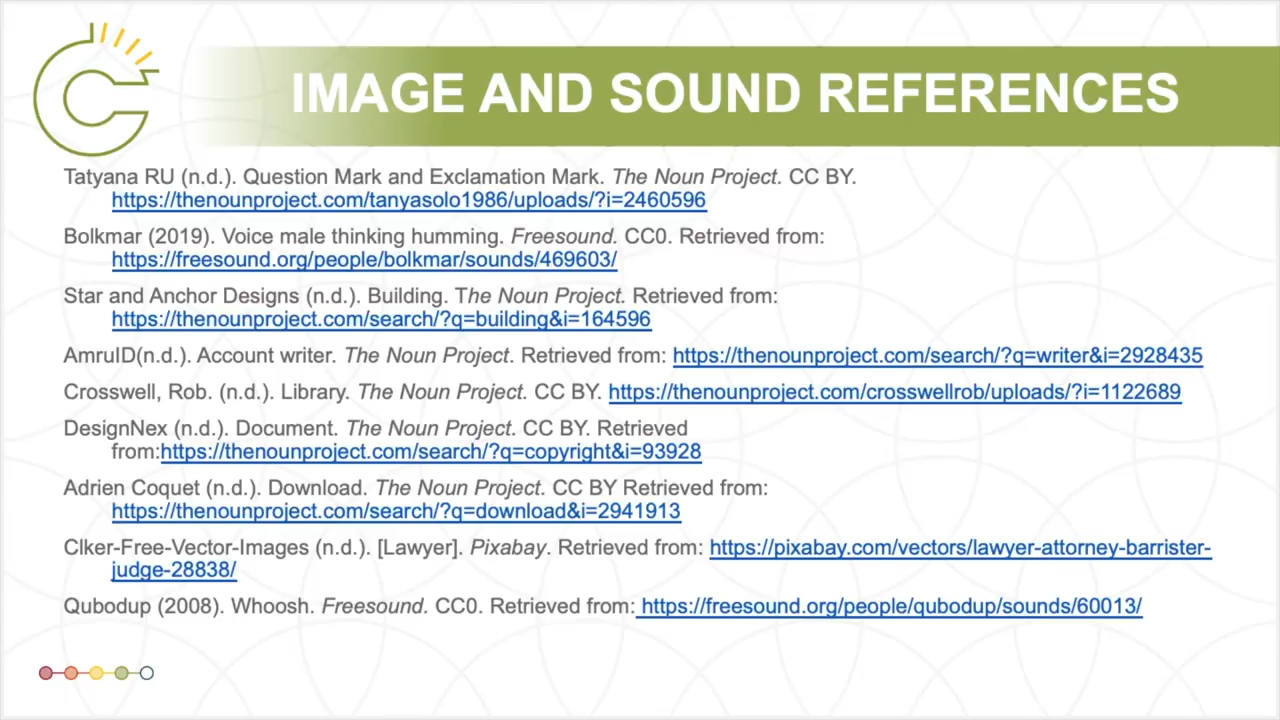 IMAGE AND SOUND REFERENCES
Tatyana RU (n.d.). Question Mark and Exclamation Mark. The Noun Project. CC BY.
https://thenounproject.com/tanyasolo1986/uploads/?i=2460596
Bolkmar (2019). Voice male thinking humming. Freesound. CC0. Retrieved from:
https://freesound.org/people/bolkmar/sounds/469603/
Star and Anchor Designs (n.d.). Building. The Noun Project. Retrieved from:
https://thenounproject.com/search/?q=building&i=164596
AmruID(n.d.). Account writer. The Noun Project. Retrieved from: https://thenounproject.com/search/?q=writer&i=2928435
Crosswell, Rob. (n.d.). Library. The Noun Project. CC BY. https://thenounproject.com/crosswellrob/uploads/?i=1122689
DesignNex (n.d.). Document. The Noun Project. CC BY. Retrieved
from:https://thenounproject.com/search/?q=copyright&i=93928
Adrien Coquet (n.d.). Download. The Noun Project. CC BY Retrieved from:
https://thenounproject.com/search/?q=download&i=2941913
Clker-Free-Vector-Images (n.d.). [Lawyer]. Pixabay. Retrieved from: https://pixabay.com/vectors/lawyer-attorney-barrister-
judge-28838/
Qubodup (2008). Whoosh. Freesound. CC0. Retrieved from: https://freesound.org/people/qubodup/sounds/60013/